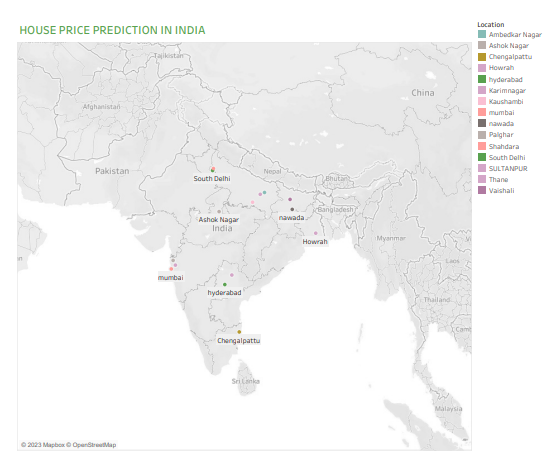 HOUSE PRICE PREDICTION IN INDIA
Location
Ambedkar Nagar
Ashok Nagar
Chengalpattu
Howrah
hyderabad
Karimnagar
Kaushambi
mumbai
nawada
Palghar
Shahdara
South Delhi
SULTANPUR
Thane
Vaishali
Tajikistan
China
Afghanistan
Pakistan
South Delhi
Nepal
Bhutan
Ashok Nagar
nawada
Bangladesh
India
Howrah
Myanmar
Laos
mumbai
hyderabad
Thailand
Chengalpattu
Sri Lanka
Malaysia
© 2023 Mapbox © OpenStreetMap